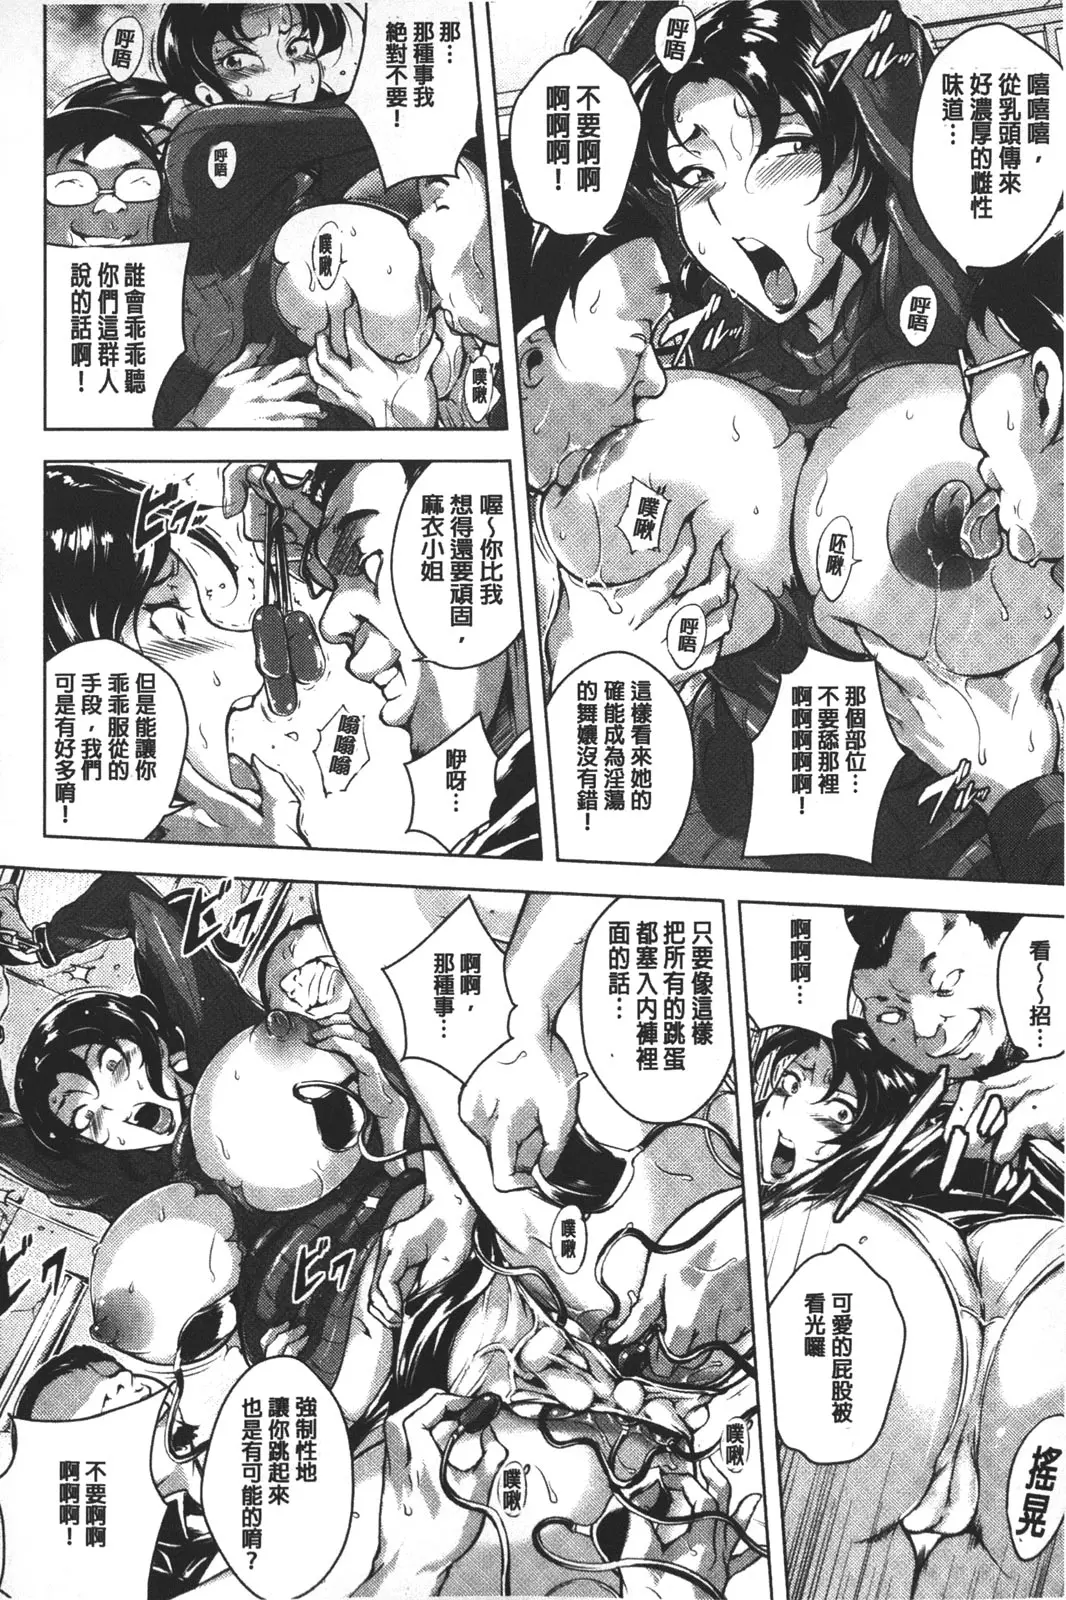 嘻嘻嘻，
從乳頭傳來
好濃厚的雌性
味道…
呼唔
不要啊啊
啊啊啊！
呼唔
噗啾
呸啾
呼唔
那個部位…
不要舔那裡
啊啊啊啊啊！
這樣看來她的
確能成為淫蕩
的舞孃沒有錯！
那…
那種事我
絕對不要！
呼唔
呼唔
噗啾
噗啾
誰會乖乖聽
你們這群人
說的話啊！
喔～你比我
想得還要頑固，
麻衣小姐
ビク
嗡嗡嗡
咿呀…
但是能讓你
乖乖服從的
手段，我們
可是有好多唷！
看～～招…
啊啊啊…
可愛的屁股被
看光囉
搖晃
只要像這樣
把所有的跳蛋
都塞入內褲裡
面的話…
啊啊，
那種事…
ビク
ビク
噗啾
噗啾
噗啾
強制性地
讓你跳起來
也是有可能的唷？
不要啊啊
啊啊啊！